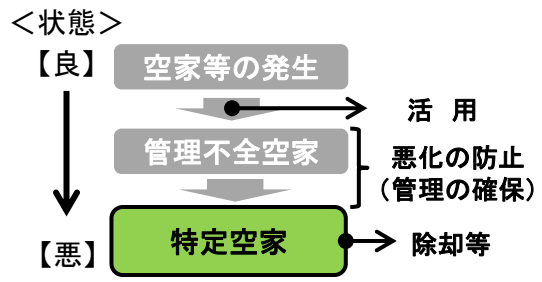 ＜状態＞
【良】
空家等の発生
活 用
管理不全空家
悪化の防止
（管理の確保）
特定空家
除却等
【悪】